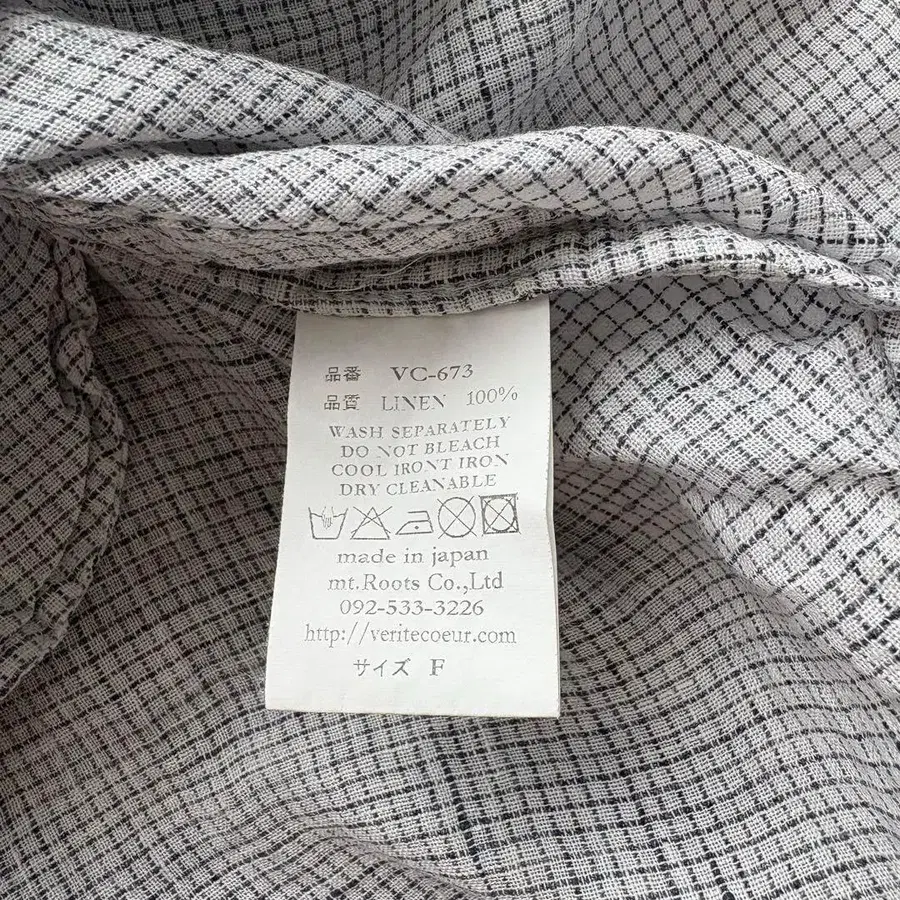 品番 VC-673
品質 LINEN 100%
WASH SEPARATELY
DO NOT BLEACH
COOL IRONT IRON
DRY CLEANABLE
made in japan
mt.Roots Co.,Ltd
092-533-3226
http://veritecoeur.com
サイズ F